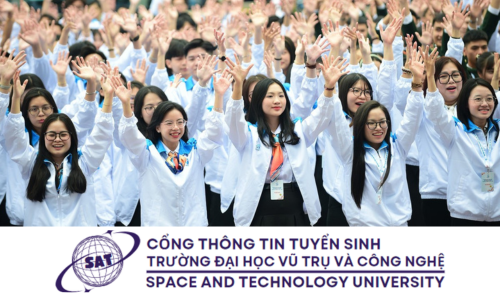 SAT
CỔNG THÔNG TIN TUYỂN SINH
TRƯỜNG ĐẠI HỌC VŨ TRỤ VÀ CÔNG NGHỆ
SPACE AND TECHNOLOGY UNIVERSITY